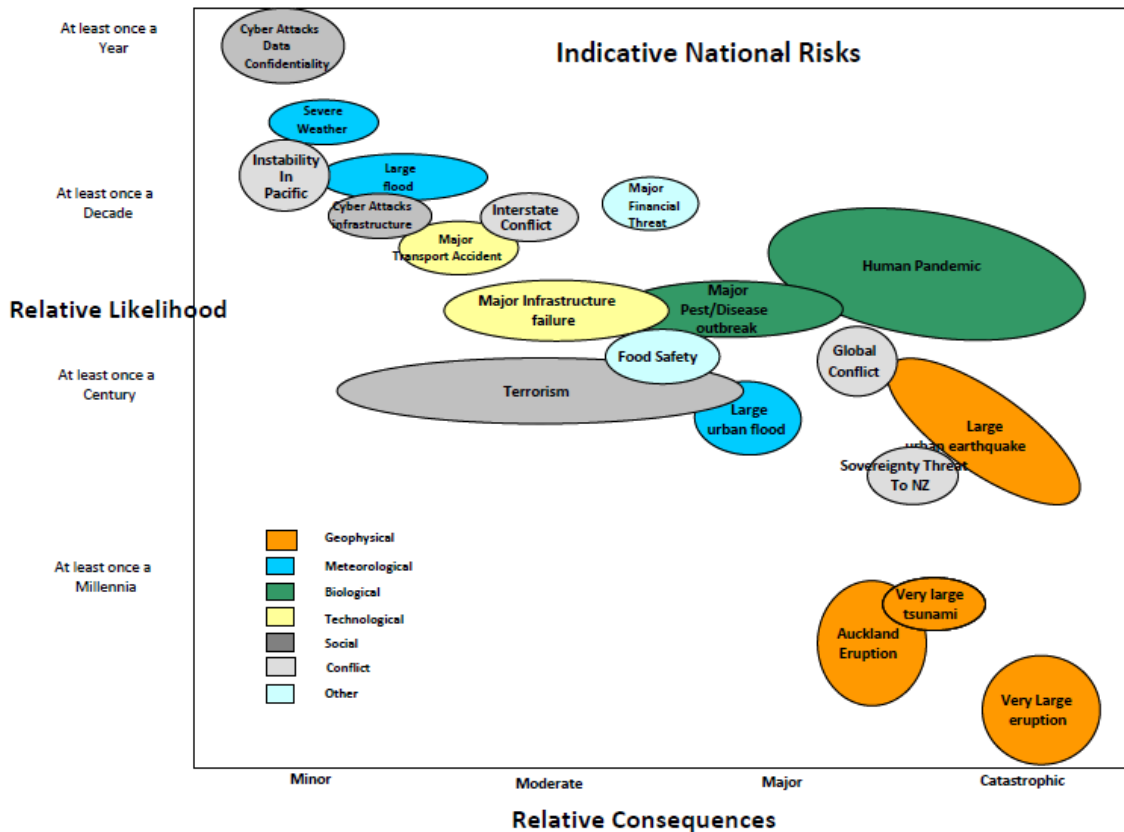 At least once a
Year
Cyber Attacks
Data
Confidentiality
Indicative National Risks
Severe
Weather
Instability
In
Pacific
Large
flood
At least once a
Decade
Cyber Attacks
infrastructure
Interstate
Conflict
Major
Financial
Threat
Major
Transport Accident
Human Pandemic
Relative Likelihood
Major Infrastructure
failure
Major
Pest/Disease
outbreak
Food Safety
Global
Conflict
At least once a
Century
Terrorism
Large
urban flood
Large
urban earthquake
Sovereignty Threat
To NZ
Geophysical
Meteorological
Biological
Technological
Social
Conflict
Other
At least once a
Millennia
Very large
tsunami
Auckland
Eruption
Very Large
eruption
Minor
Moderate
Major
Catastrophic
Relative Consequences